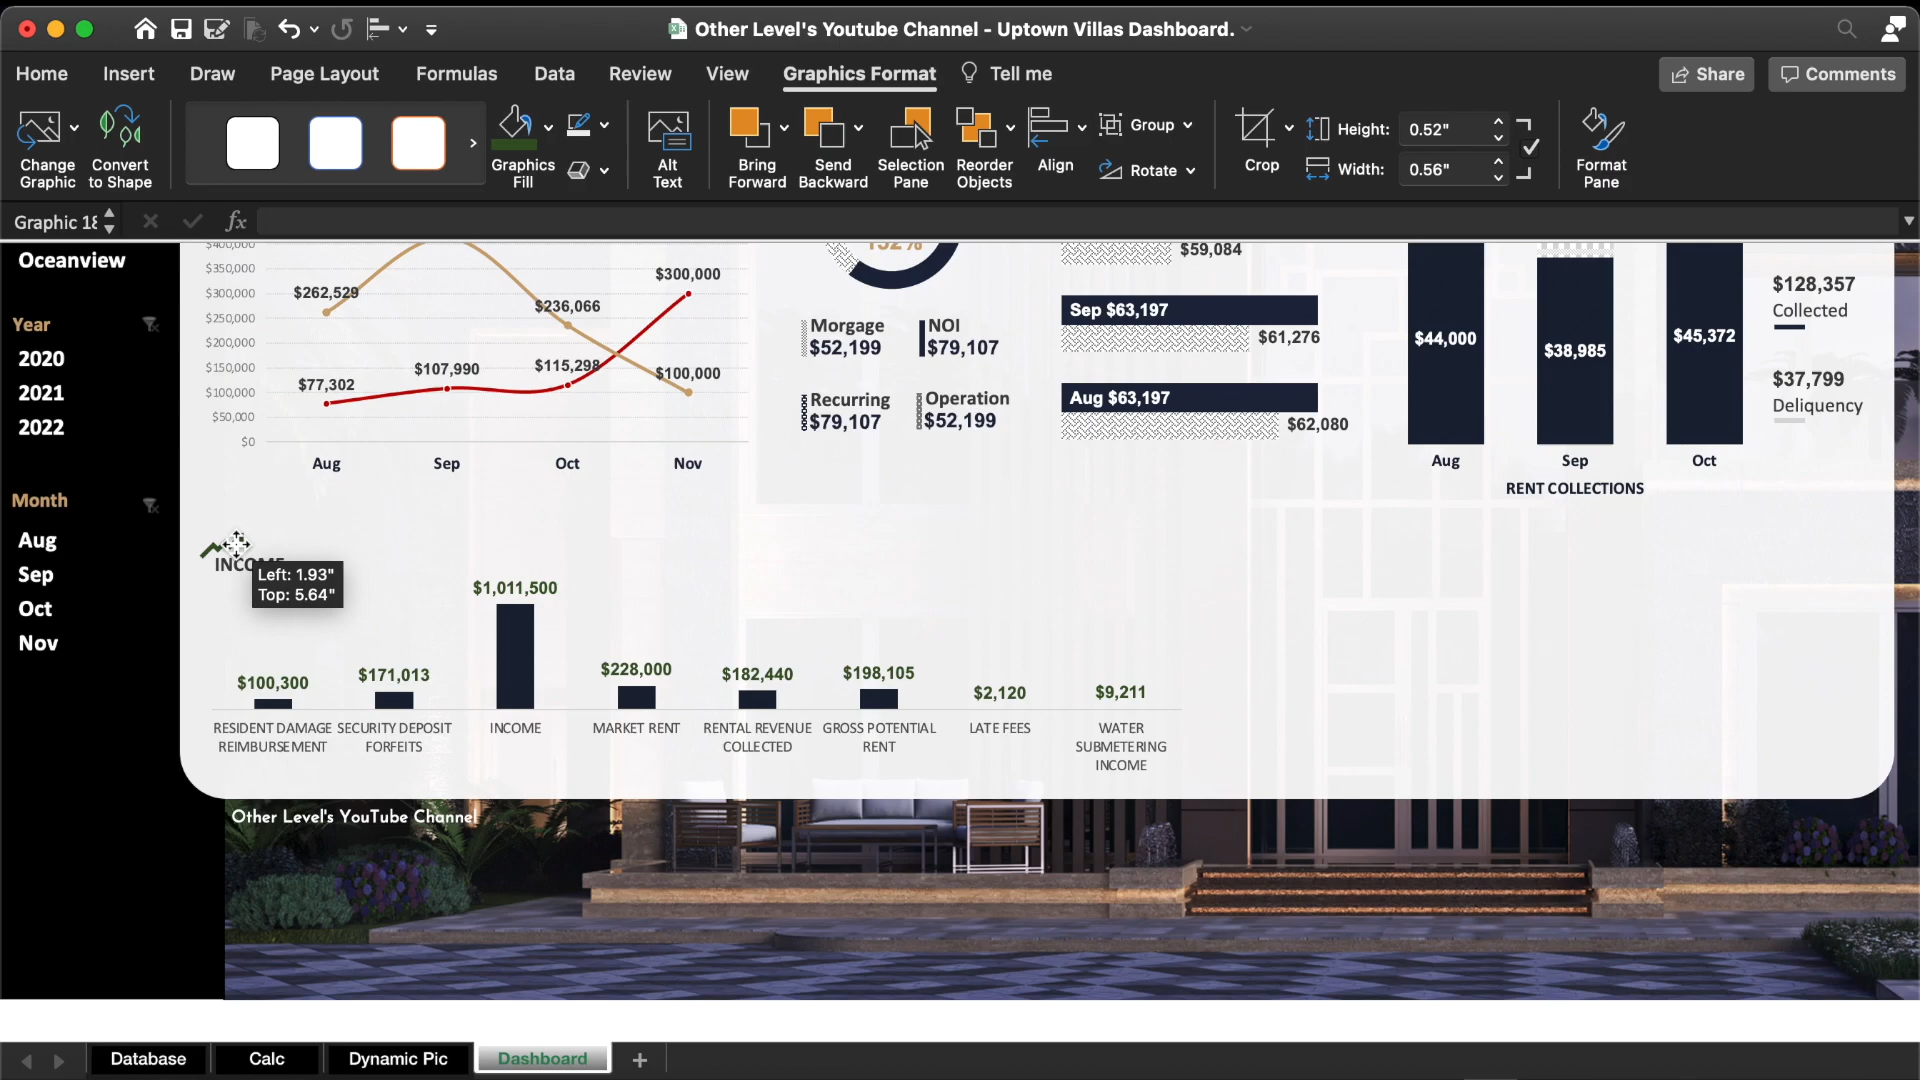 Other Level's Youtube Channel - Uptown Villas Dashboard.
Home Insert Draw Page Layout Formulas Data Review View Graphics Format Tell me Share Comments
Change Graphic
Convert to Shape
Graphics Fill
Alt Text
Bring Forward
Send Backward
Selection Pane
Reorder Objects
Align
Group
Rotate
Crop
Height: 0.52"
Width: 0.56"
Format Pane
Graphic 18
fx
Oceanview
Year
2020
2021
2022
Month
Aug
Sep
Oct
Nov
$400,000
$350,000
$300,000
$250,000
$200,000
$150,000
$100,000
$50,000
$0
$262,529
$236,066
$300,000
$77,302
$107,990
$115,298
$100,000
Aug Sep Oct Nov
152%
Morgage
$52,199
NOI
$79,107
Recurring
$79,107
Operation
$52,199
$59,084
Sep $63,197
$61,276
Aug $63,197
$62,080
$44,000
$38,985
$45,372
Aug Sep Oct
RENT COLLECTIONS
$128,357
Collected
$37,799
Deliquency
INCOME
Left: 1.93"
Top: 5.64"
$100,300
$171,013
$1,011,500
$228,000
$182,440
$198,105
$2,120
$9,211
RESIDENT DAMAGE
REIMBURSEMENT
SECURITY DEPOSIT
FORFEITS
INCOME
MARKET RENT
RENTAL REVENUE
COLLECTED
GROSS POTENTIAL
RENT
LATE FEES
WATER
SUBMETERING
INCOME
Other Level's YouTube Channel
Database Calc Dynamic Pic Dashboard